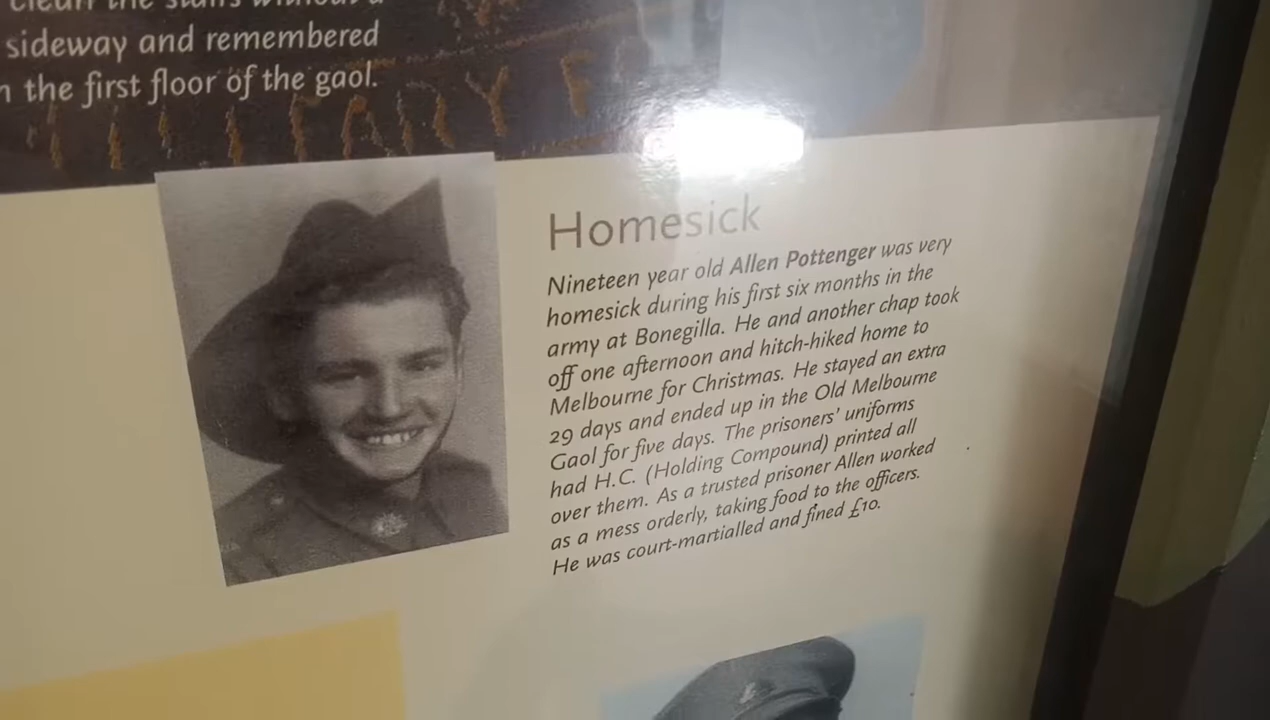 clean the stairs without a
sideway and remembered
the first floor of the gaol.
Homesick
Nineteen year old Allen Pottenger was very
homesick during his first six months in the
army at Bonegilla. He and another chap took
off one afternoon and hitch-hiked home to
Melbourne for Christmas. He stayed an extra
29 days and ended up in the Old Melbourne
Gaol for five days. The prisoners' uniforms
had H.C. (Holding Compound) printed all
over them. As a trusted prisoner Allen worked
as a mess orderly, taking food to the officers.
He was court-martialled and fined £10.